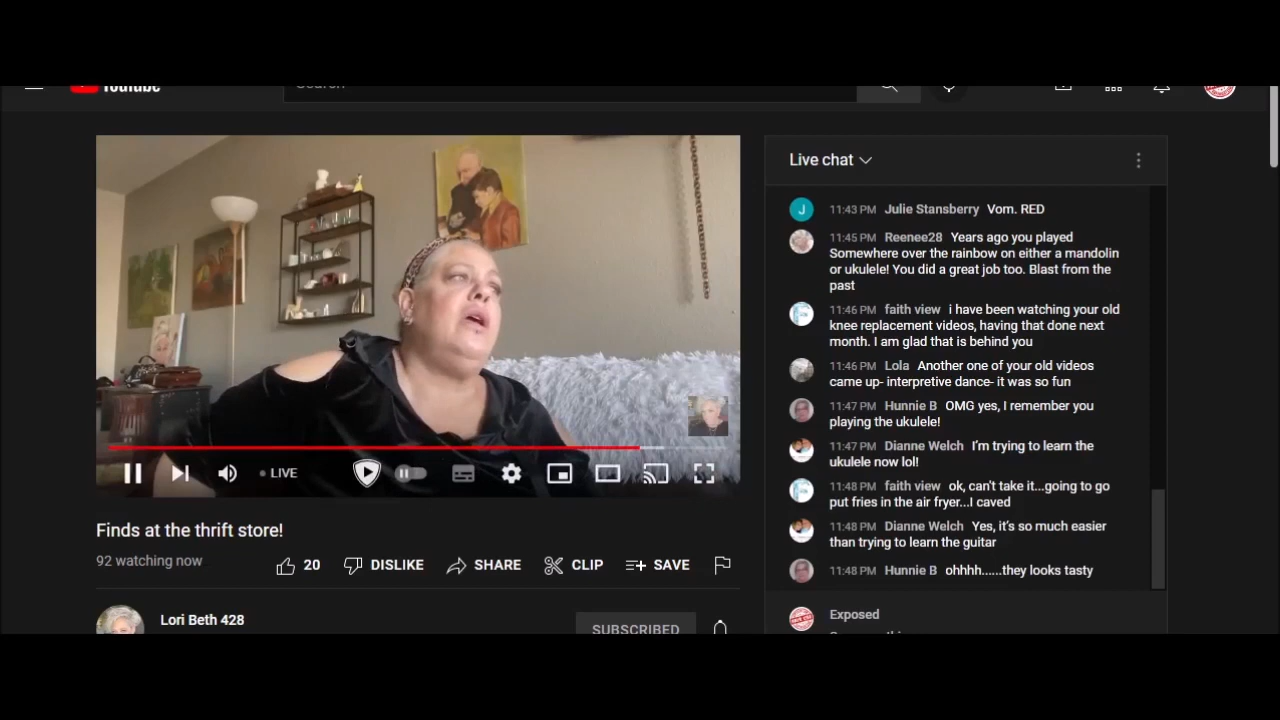 YouTube
Search
LIVE
Finds at the thrift store!
92 watching now
20
DISLIKE
SHARE
CLIP
SAVE
Lori Beth 428
SUBSCRIBED
Live chat
J
11:43 PM Julie Stansberry Vom. RED
11:45 PM Reenee28 Years ago you played
Somewhere over the rainbow on either a mandolin
or ukulele! You did a great job too. Blast from the
past
11:46 PM faith view i have been watching your old
knee replacement videos, having that done next
month. I am glad that is behind you
11:46 PM Lola Another one of your old videos
came up- interpretive dance- it was so fun
11:47 PM Hunnie B OMG yes, I remember you
playing the ukulele!
11:47 PM Dianne Welch I'm trying to learn the
ukulele now lol!
11:48 PM faith view ok, can't take it...going to go
put fries in the air fryer...I caved
11:48 PM Dianne Welch Yes, it's so much easier
than trying to learn the guitar
11:48 PM Hunnie B ohhhh......they looks tasty
Exposed